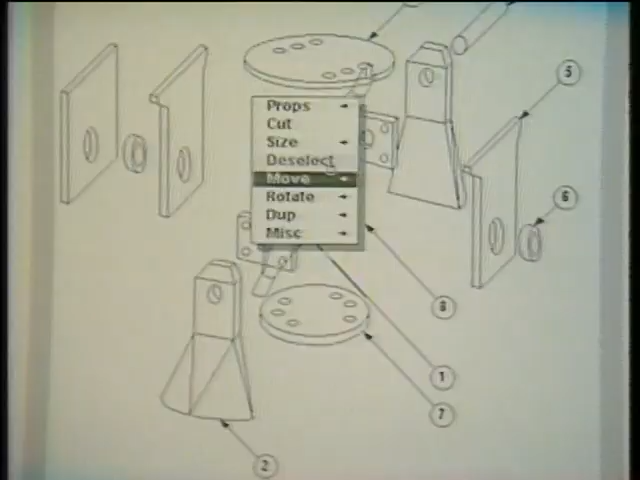 Props
Cut
Size
Deselect
Move
Rotate
Dup
Misc
5
6
8
1
7
2